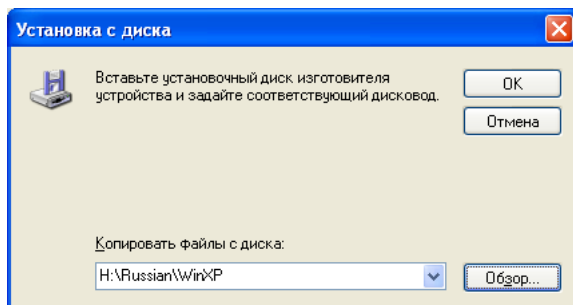 Установка с диска
Вставьте установочный диск изготовителя
устройства и задайте соответствующий дисковод.
OK
Отмена
Копировать файлы с диска:
H:\Russian\WinXP
Обзор...